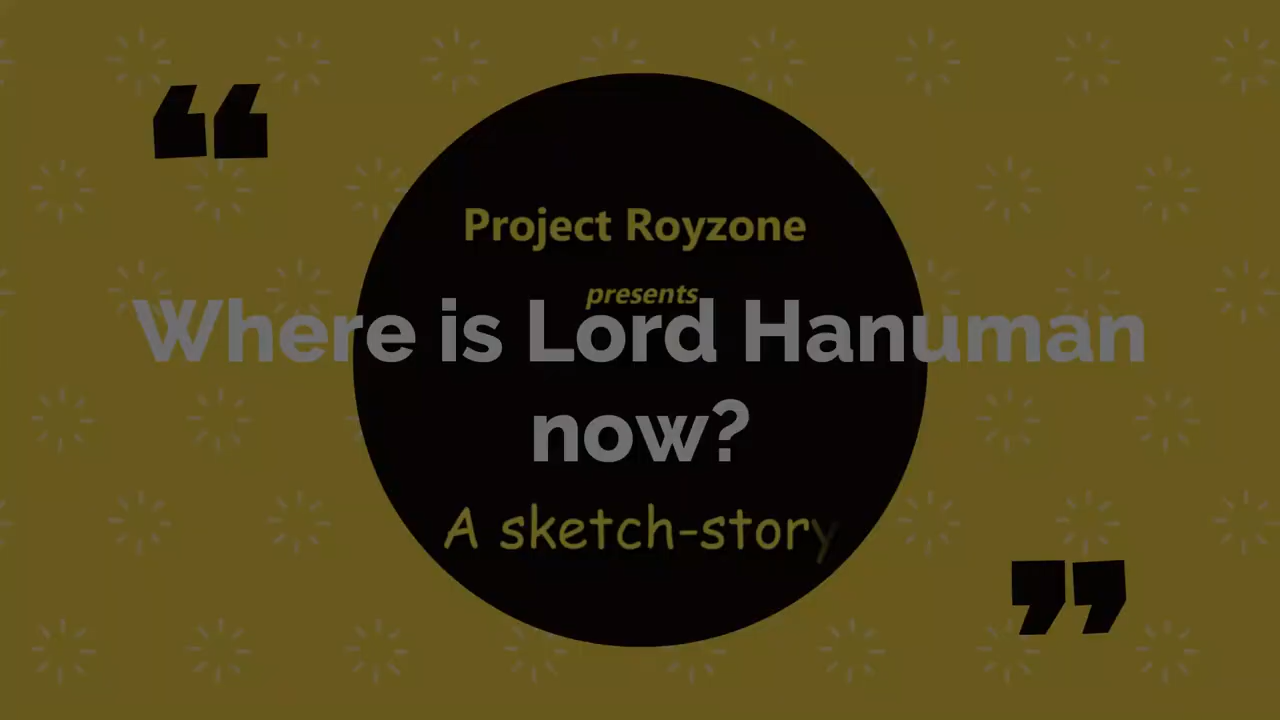 “
Project Royzone
presents
Where is Lord Hanuman
now?
A sketch-story
”